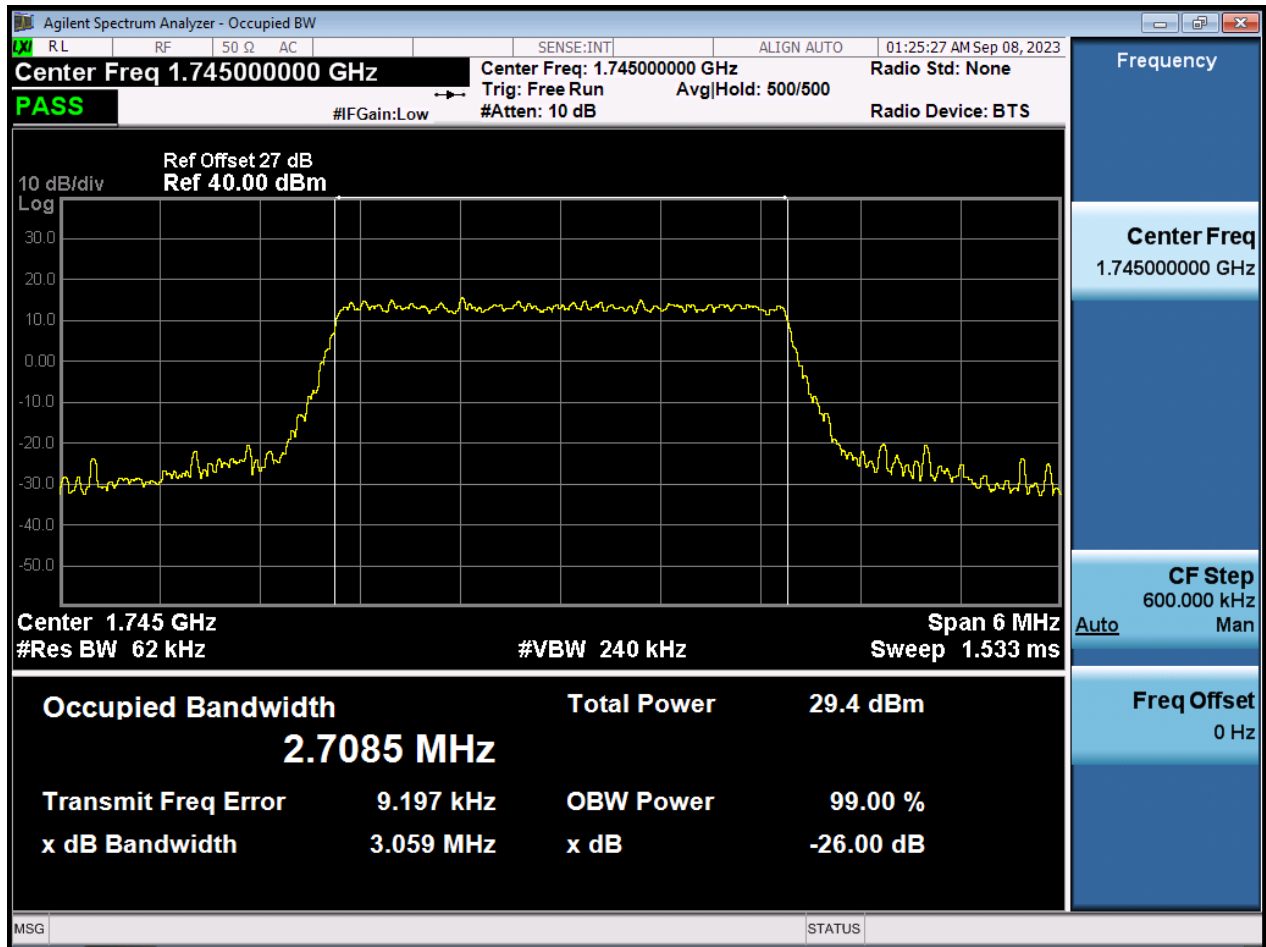 Agilent Spectrum Analyzer - Occupied BW
LXI RL RF 50 Ω AC SENSE:INT ALIGN AUTO 01:25:27 AM Sep 08, 2023
Center Freq 1.745000000 GHz
Center Freq: 1.745000000 GHz
Radio Std: None
Trig: Free Run Avg|Hold: 500/500
PASS
#IFGain:Low
#Atten: 10 dB
Radio Device: BTS
Ref Offset 27 dB
10 dB/div Ref 40.00 dBm
Log
30.0
20.0
10.0
0.00
-10.0
-20.0
-30.0
-40.0
-50.0
Center 1.745 GHz Span 6 MHz
#Res BW 62 kHz #VBW 240 kHz Sweep 1.533 ms
Occupied Bandwidth
2.7085 MHz
Total Power 29.4 dBm
Transmit Freq Error 9.197 kHz OBW Power 99.00 %
x dB Bandwidth 3.059 MHz x dB -26.00 dB
MSG STATUS
Frequency
Center Freq
1.745000000 GHz
CF Step
600.000 kHz
Auto Man
Freq Offset
0 Hz